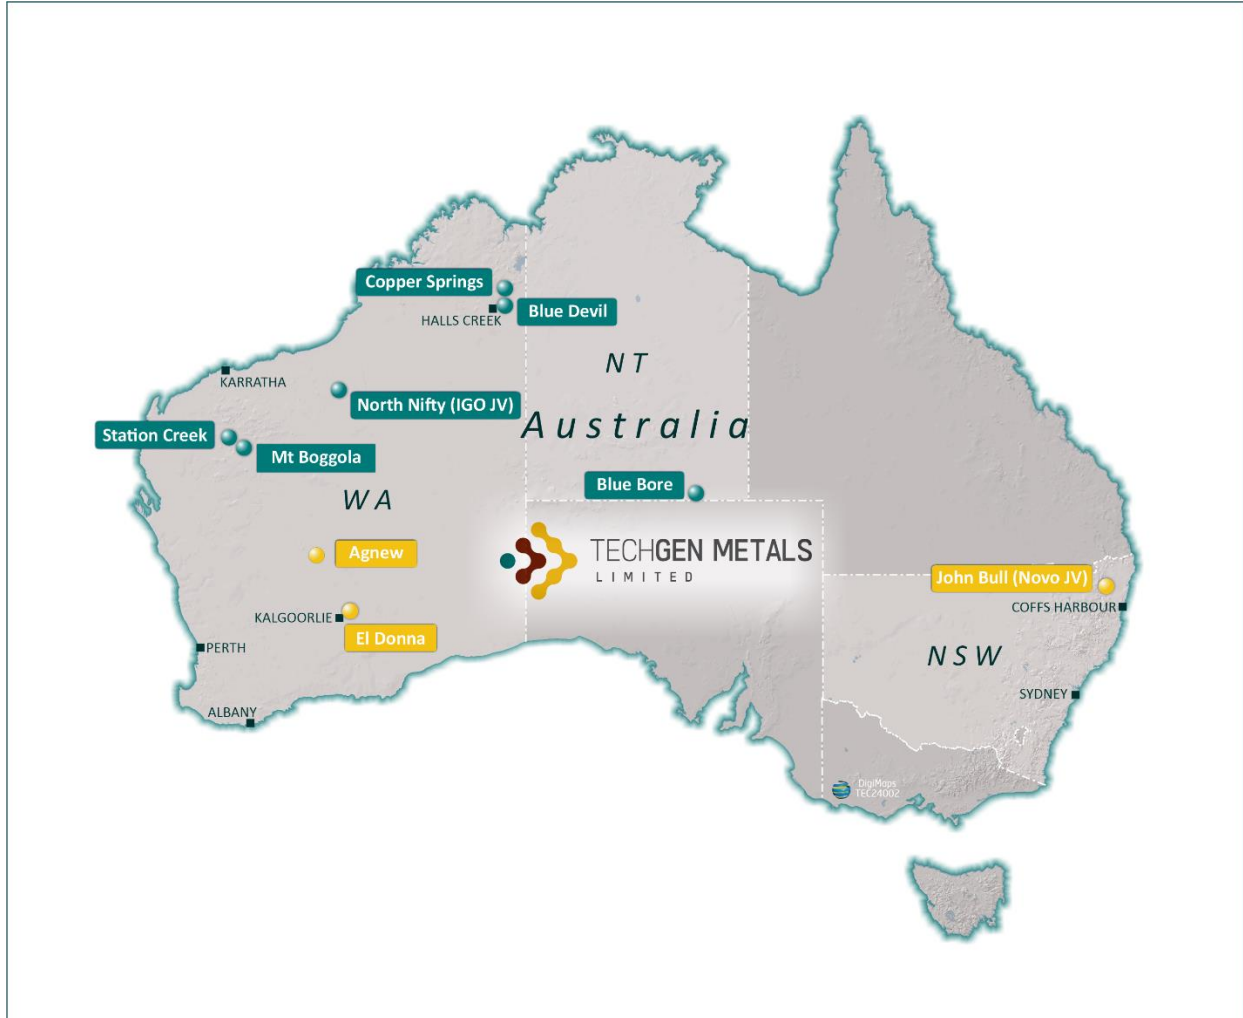 Copper Springs
HALLS CREEK
Blue Devil
NT
KARRATHA
North Nifty (IGO JV)
Australia
Station Creek
Mt Boggola
Blue Bore
WA
TECHGEN METALS
LIMITED
Agnew
John Bull (Novo JV)
COFFS HARBOUR
KALGOORLIE
El Donna
PERTH
NSW
SYDNEY
ALBANY
DigiMaps
TEC24002